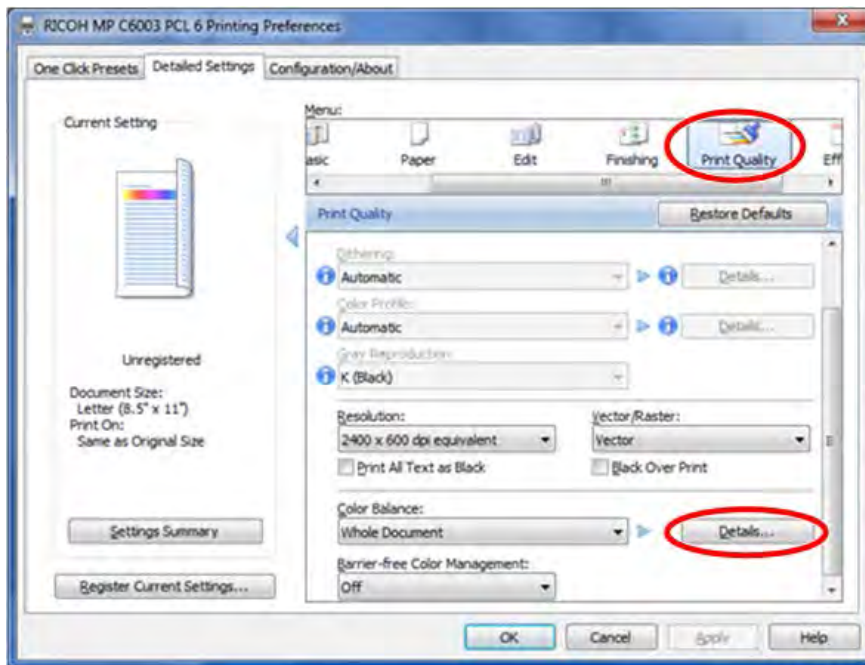 RICOH MP C6003 PCL 6 Printing Preferences
One Click Presets Detailed Settings Configuration/About
Current Setting
Menu:
asic Paper Edit Finishing Print Quality Eff
Print Quality Restore Defaults
Dithering:
Automatic Details...
Color Profile:
Automatic Details...
Gray Reproduction:
K (Black)
Unregistered
Document Size:
Letter (8.5" x 11")
Print On:
Same as Original Size
Resolution: Vector/Raster:
2400 x 600 dpi equivalent Vector
Print All Text as Black Black Over Print
Color Balance:
Whole Document Details...
Barrier-free Color Management:
Off
Settings Summary
Register Current Settings...
OK Cancel Apply Help